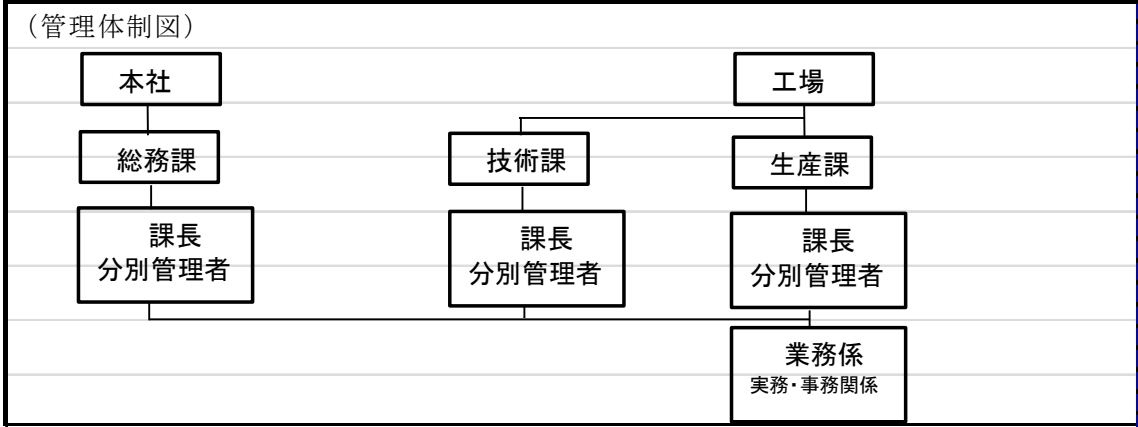 （管理体制図）
本社
工場
総務課
技術課
生産課
課長
分別管理者
課長
分別管理者
課長
分別管理者
業務係
実務・事務関係